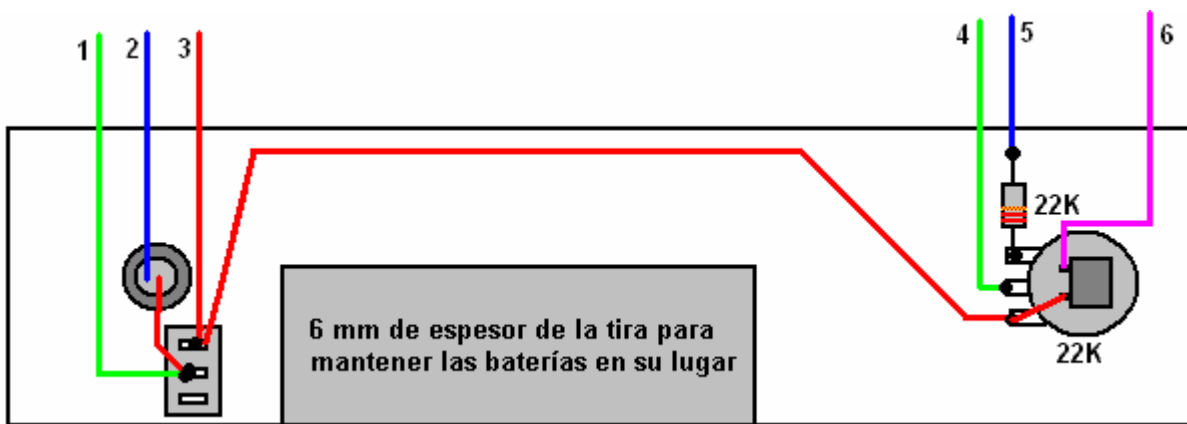 1
2
3
4
5
6
22K
6 mm de espesor de la tira para
mantener las baterías en su lugar
22K